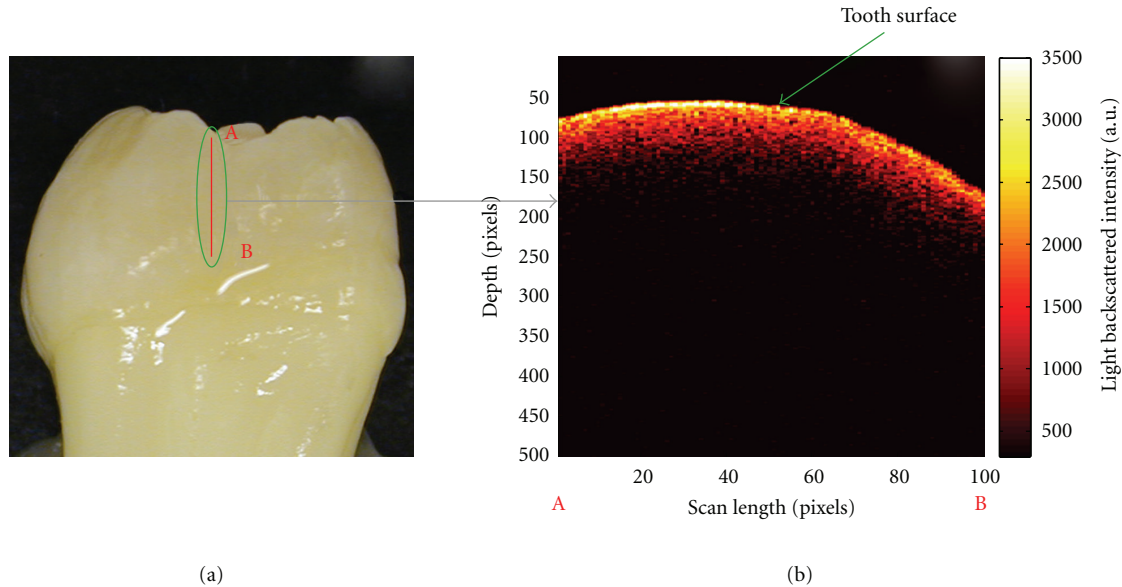 Tooth surface
A
B
Depth (pixels)
50
100
150
200
250
300
350
400
450
500
20 40 60 80 100
A Scan length (pixels) B
3500
3000
2500
2000
1500
1000
500
Light backscattered intensity (a.u.)
(a) (b)